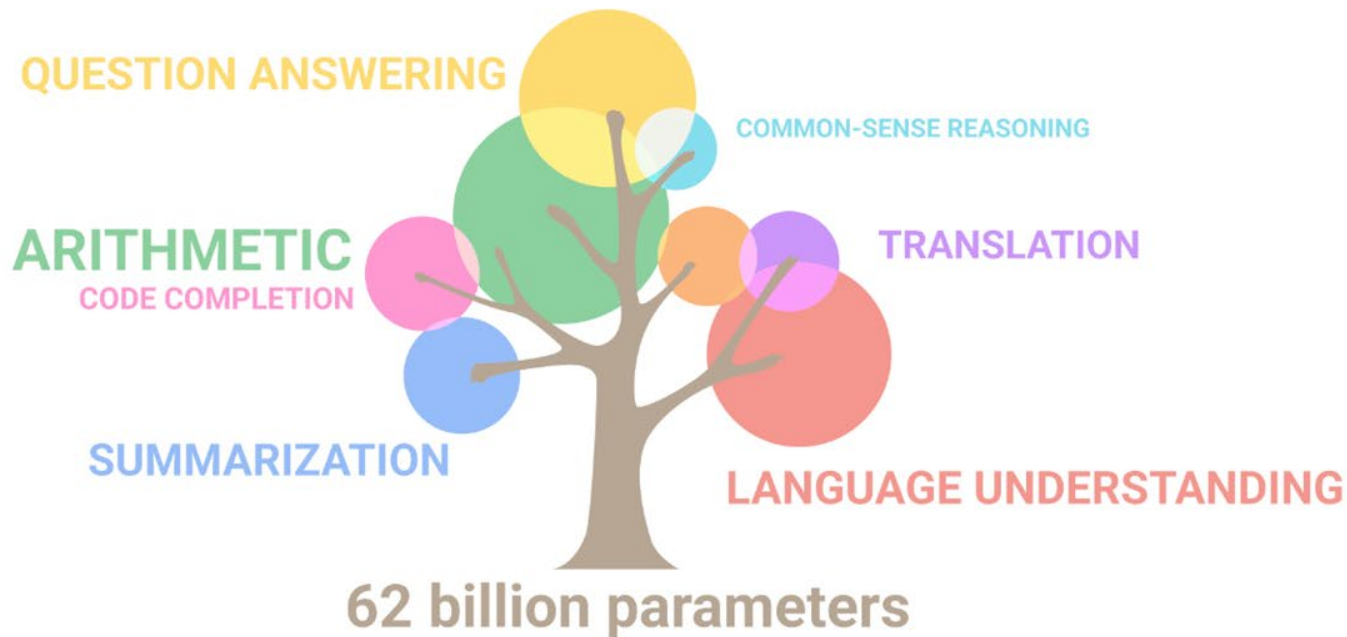 QUESTION ANSWERING
COMMON-SENSE REASONING
ARITHMETIC
TRANSLATION
CODE COMPLETION
SUMMARIZATION
LANGUAGE UNDERSTANDING
62 billion parameters